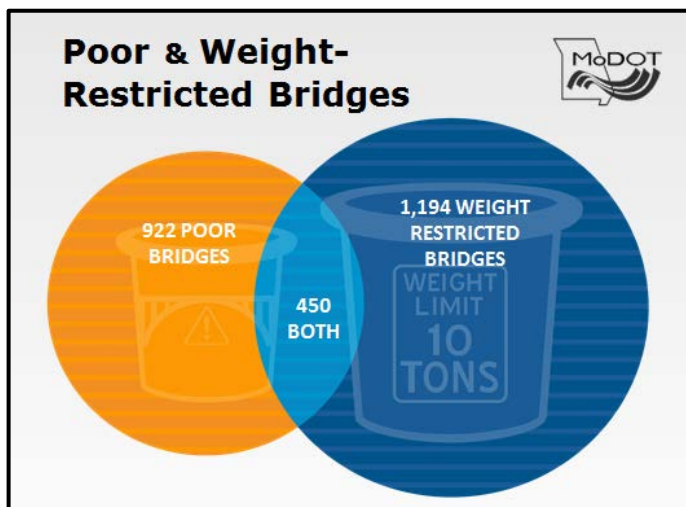 Poor & Weight-
Restricted Bridges
MoDOT
922 POOR
BRIDGES
450
BOTH
1,194 WEIGHT
RESTRICTED
BRIDGES
WEIGHT
LIMIT
10
TONS